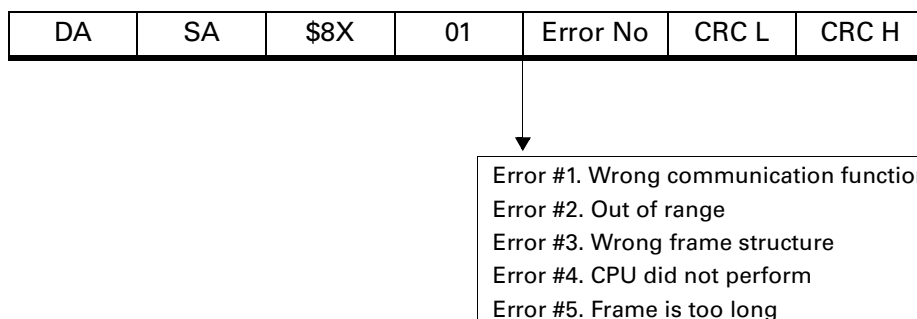 DA SA $8X 01 Error No CRC L CRC H
Error #1. Wrong communication function
Error #2. Out of range
Error #3. Wrong frame structure
Error #4. CPU did not perform
Error #5. Frame is too long